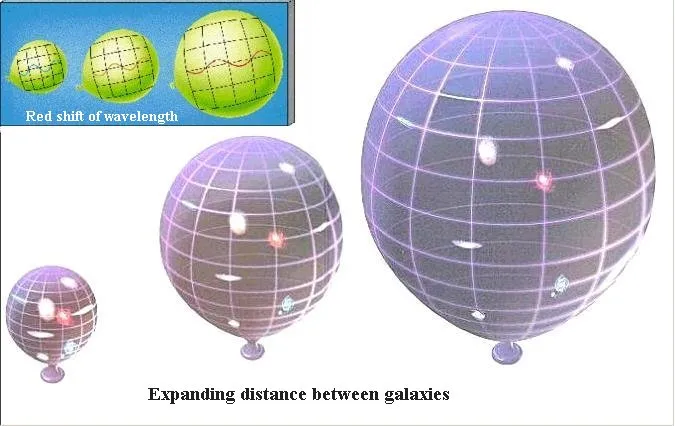 Red shift of wavelength
Expanding distance between galaxies